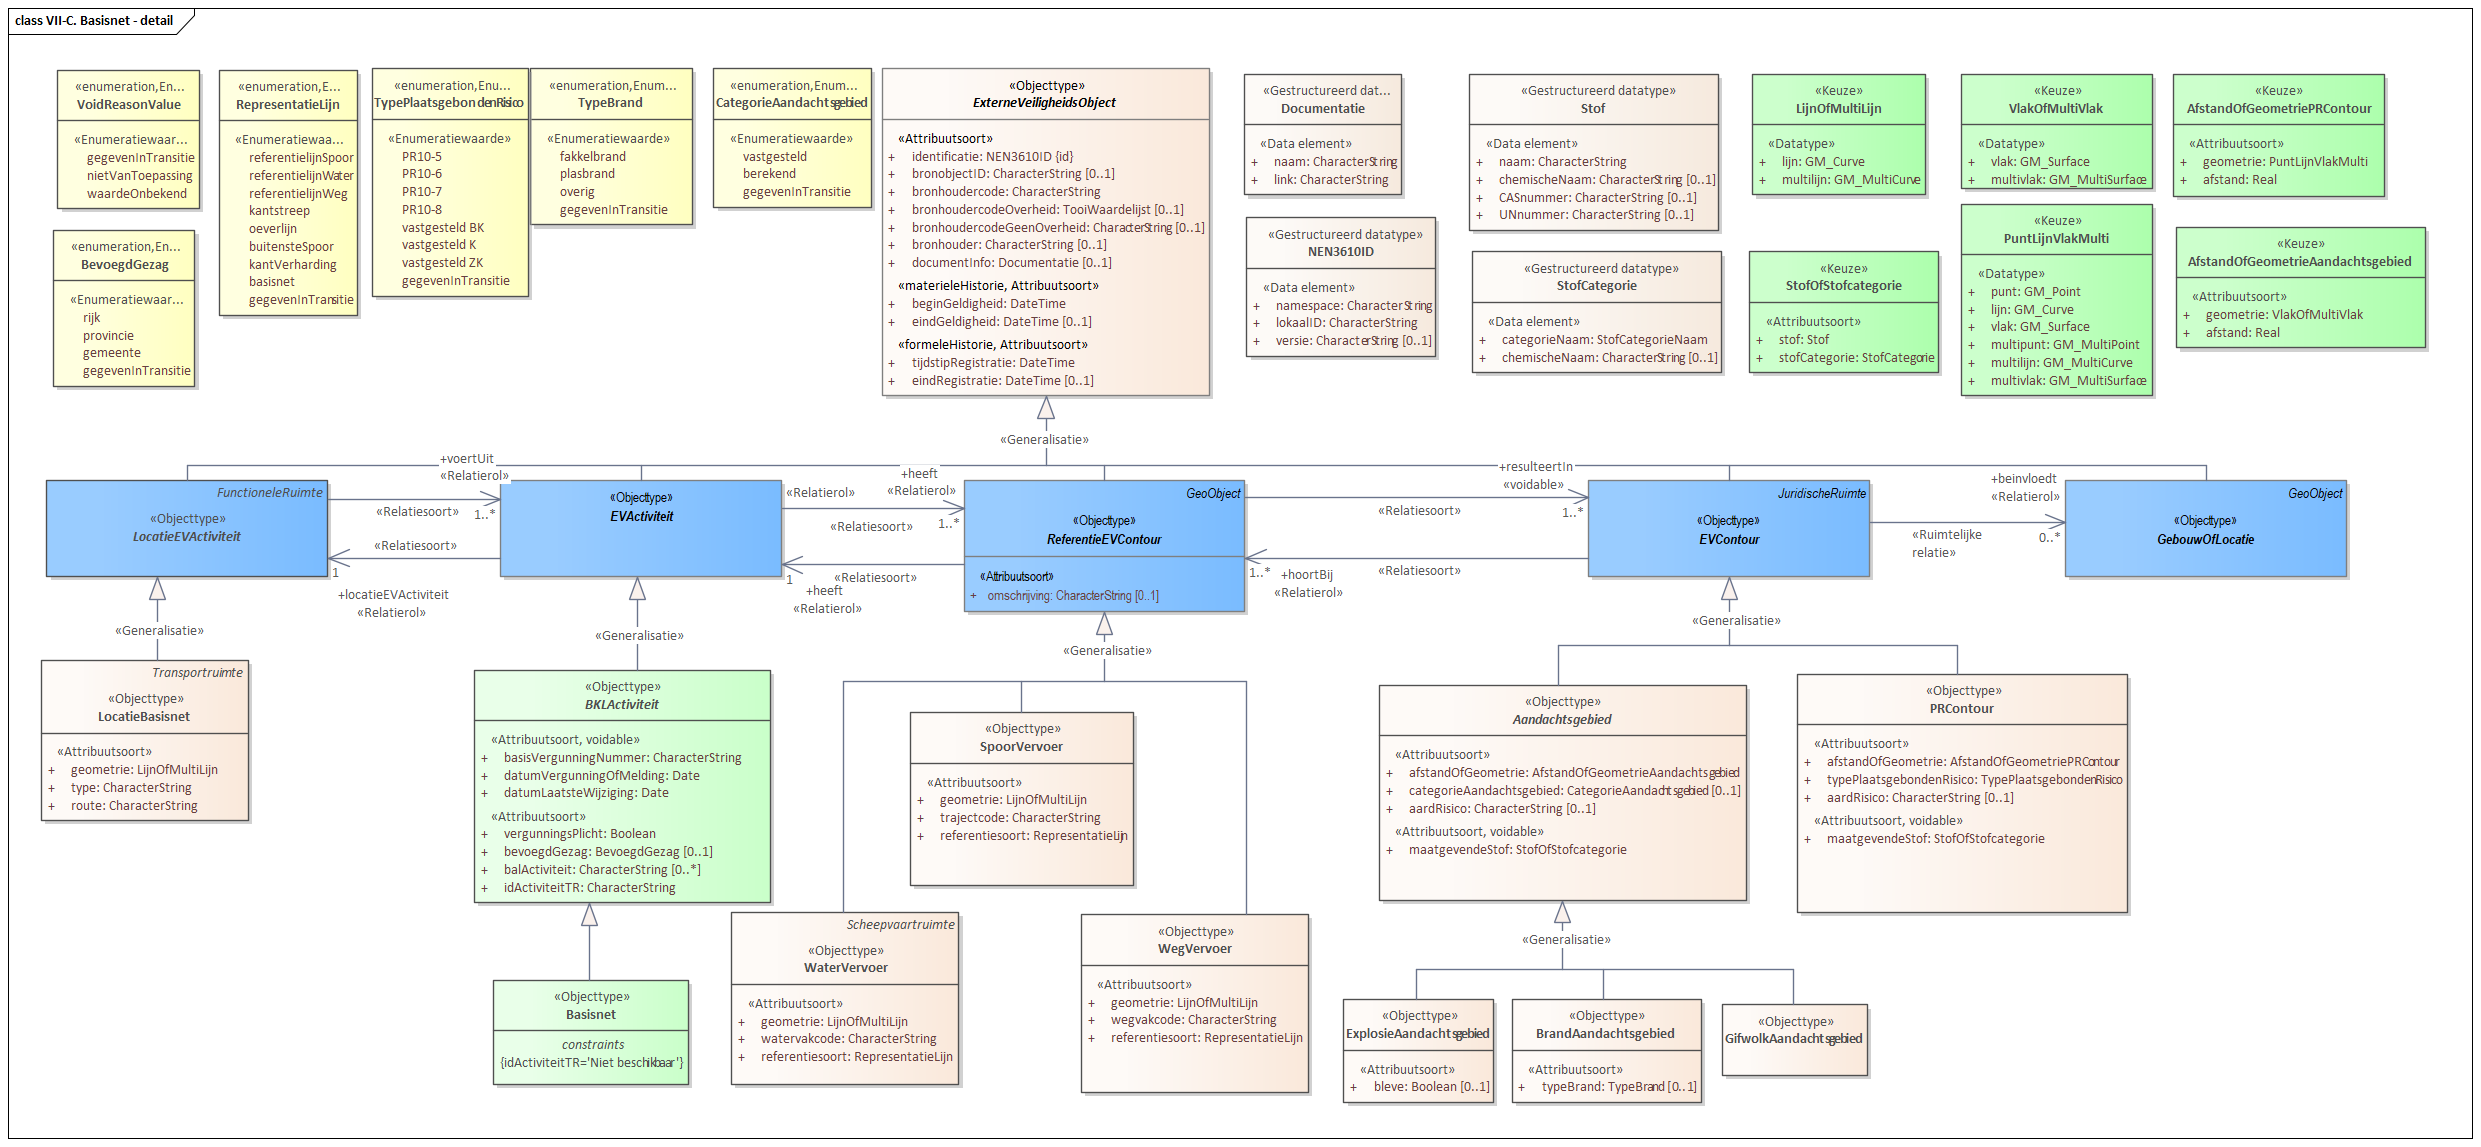 class VII-C. Basisnet - detail
«enumeration,En...
VoidReasonValue
«Enumeratiewaar...
gegevenInTransitie
nietVanToepassing
waardeOnbekend
«enumeration,E...
RepresentatieLijn
«Enumeratiewaa...
referentielijnSpoor
referentielijnWater
referentielijnWeg
kantstreep
oeverlijn
buitensteSpoor
kantVerharding
basisnet
gegevenInTransitie
«enumeration,Enu...
TypePlaatsgebondenRisico
«Enumeratiewaarde»
PR10-5
PR10-6
PR10-7
PR10-8
vastgesteld BK
vastgesteld K
vastgesteld ZK
gegevenInTransitie
«enumeration,Enum...
TypeBrand
«Enumeratiewaarde»
fakkelbrand
plasbrand
overig
gegevenInTransitie
«enumeration,Enum...
CategorieAandachtsgebied
«Enumeratiewaarde»
vastgesteld
berekend
gegevenInTransitie
«enumeration,En...
BevoegdGezag
«Enumeratiewaar...
rijk
provincie
gemeente
gegevenInTransitie
«Objecttype»
ExterneVeiligheidsObject
«Attribuutsoort»
+ identificatie: NEN3610ID {id}
+ bronobjectID: CharacterString [0..1]
+ bronhoudercode: CharacterString
+ bronhoudercodeOverheid: TooiWaardelijst [0..1]
+ bronhoudercodeGeenOverheid: CharacterString [0..1]
+ bronhouder: CharacterString [0..1]
+ documentInfo: Documentatie [0..1]
«materieleHistorie, Attribuutsoort»
+ beginGeldigheid: DateTime
+ eindGeldigheid: DateTime [0..1]
«formeleHistorie, Attribuutsoort»
+ tijdstipRegistratie: DateTime
+ eindRegistratie: DateTime [0..1]
«Gestructureerd dat...
Documentatie
«Data element»
+ naam: CharacterString
+ link: CharacterString
«Gestructureerd datatype»
NEN3610ID
«Data element»
+ namespace: CharacterString
+ lokaalID: CharacterString
+ versie: CharacterString [0..1]
«Gestructureerd datatype»
Stof
«Data element»
+ naam: CharacterString
+ chemischeNaam: CharacterString [0..1]
+ CASnummer: CharacterString [0..1]
+ UNnummer: CharacterString [0..1]
«Gestructureerd datatype»
StofCategorie
«Data element»
+ categorieNaam: StofCategorieNaam
+ chemischeNaam: CharacterString [0..1]
«Keuze»
LijnOfMultiLijn
«Datatype»
+ lijn: GM_Curve
+ multilijn: GM_MultiCurve
«Keuze»
StofOfStofcategorie
«Attribuutsoort»
+ stof: Stof
+ stofCategorie: StofCategorie
«Keuze»
VlakOfMultiVlak
«Datatype»
+ vlak: GM_Surface
+ multivlak: GM_MultiSurface
«Keuze»
PuntLijnVlakMulti
«Datatype»
+ punt: GM_Point
+ lijn: GM_Curve
+ vlak: GM_Surface
+ multipunt: GM_MultiPoint
+ multilijn: GM_MultiCurve
+ multivlak: GM_MultiSurface
«Keuze»
AfstandOfGeometriePRContour
«Attribuutsoort»
+ geometrie: PuntLijnVlakMulti
+ afstand: Real
«Keuze»
AfstandOfGeometrieAandachtsgebied
«Attribuutsoort»
+ geometrie: VlakOfMultiVlak
+ afstand: Real
«Generalisatie»
FunctioneleRuimte
«Objecttype»
LocatieEVActiviteit
+voertUit
«Relatierol»
«Relatiesoort»
1..*
«Relatiesoort»
1
+locatieEVActiviteit
«Relatierol»
«Objecttype»
EVActiviteit
+heeft
«Relatierol»
«Relatierol»
«Relatiesoort»
1..*
«Relatiesoort»
1
+heeft
«Relatierol»
GeoObject
«Objecttype»
ReferentieEVContour
«Attribuutsoort»
+ omschrijving: CharacterString [0..1]
+resulteertIn
«voidable»
«Relatiesoort»
1..*
«Relatiesoort»
1..*
+hoortBij
«Relatierol»
JuridischeRuimte
«Objecttype»
EVContour
+beinvloedt
«Relatierol»
«Ruimtelijke
relatie»
0..*
GeoObject
«Objecttype»
GebouwOfLocatie
«Generalisatie»
«Generalisatie»
«Generalisatie»
«Generalisatie»
Transportruimte
«Objecttype»
LocatieBasisnet
«Attribuutsoort»
+ geometrie: LijnOfMultiLijn
+ type: CharacterString
+ route: CharacterString
«Objecttype»
BKLActiviteit
«Attribuutsoort, voidable»
+ basisVergunningNummer: CharacterString
+ datumVergunningOfMelding: Date
+ datumLaatsteWijziging: Date
«Attribuutsoort»
+ vergunningsPlicht: Boolean
+ bevoegdGezag: BevoegdGezag [0..1]
+ balActiviteit: CharacterString [0..*]
+ idActiviteitTR: CharacterString
«Objecttype»
SpoorVervoer
«Attribuutsoort»
+ geometrie: LijnOfMultiLijn
+ trajectcode: CharacterString
+ referentiesoort: RepresentatieLijn
«Objecttype»
Aandachtsgebied
«Attribuutsoort»
+ afstandOfGeometrie: AfstandOfGeometrieAandachtsgebied
+ categorieAandachtsgebied: CategorieAandachtsgebied [0..1]
+ aardRisico: CharacterString [0..1]
«Attribuutsoort, voidable»
+ maatgevendeStof: StofOfStofcategorie
«Objecttype»
PRContour
«Attribuutsoort»
+ afstandOfGeometrie: AfstandOfGeometriePRContour
+ typePlaatsgebondenRisico: TypePlaatsgebondenRisico
+ aardRisico: CharacterString [0..1]
«Attribuutsoort, voidable»
+ maatgevendeStof: StofOfStofcategorie
«Objecttype»
Basisnet
constraints
{idActiviteitTR='Niet beschikbaar'}
Scheepvaartruimte
«Objecttype»
WaterVervoer
«Attribuutsoort»
+ geometrie: LijnOfMultiLijn
+ watervakcode: CharacterString
+ referentiesoort: RepresentatieLijn
«Objecttype»
WegVervoer
«Attribuutsoort»
+ geometrie: LijnOfMultiLijn
+ wegvakcode: CharacterString
+ referentiesoort: RepresentatieLijn
«Generalisatie»
«Objecttype»
ExplosieAandachtsgebied
«Attribuutsoort»
+ bleve: Boolean [0..1]
«Objecttype»
BrandAandachtsgebied
«Attribuutsoort»
+ typeBrand: TypeBrand [0..1]
«Objecttype»
GifwolkAandachtsgebied